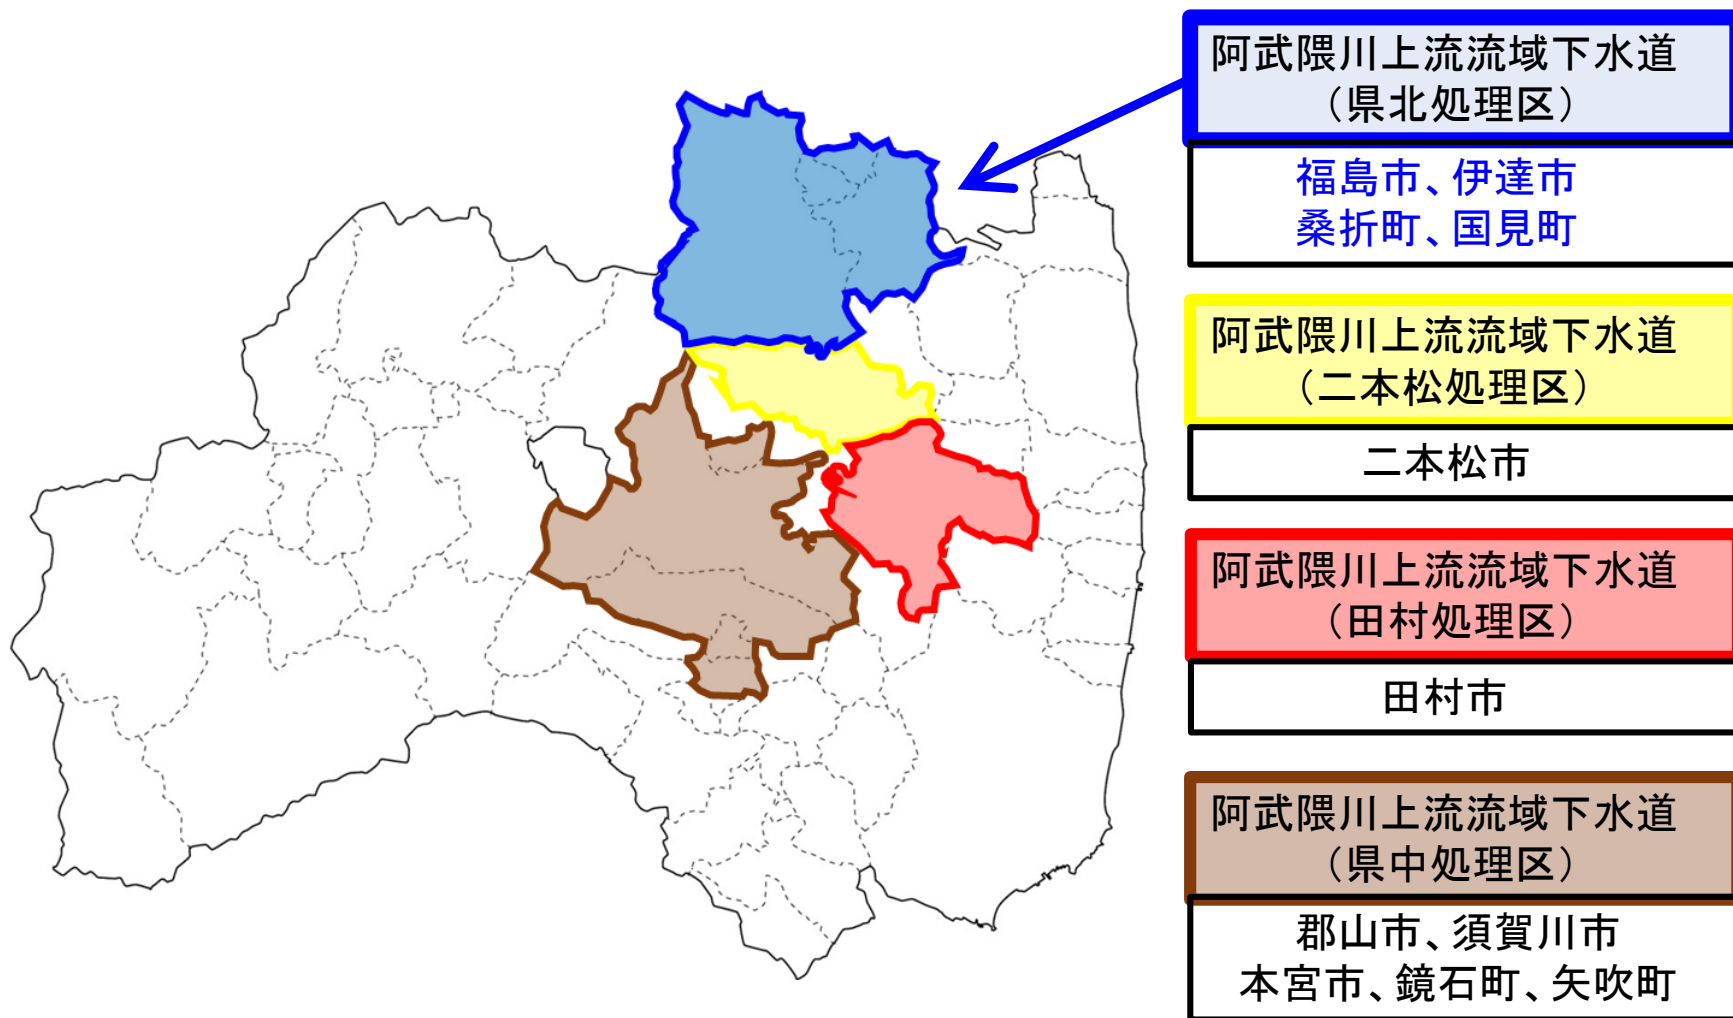 阿武隈川上流流域下水道
（県北処理区）
福島市、伊達市
桑折町、国見町
阿武隈川上流流域下水道
（二本松処理区）
二本松市
阿武隈川上流流域下水道
（田村処理区）
田村市
阿武隈川上流流域下水道
（県中処理区）
郡山市、須賀川市
本宮市、鏡石町、矢吹町